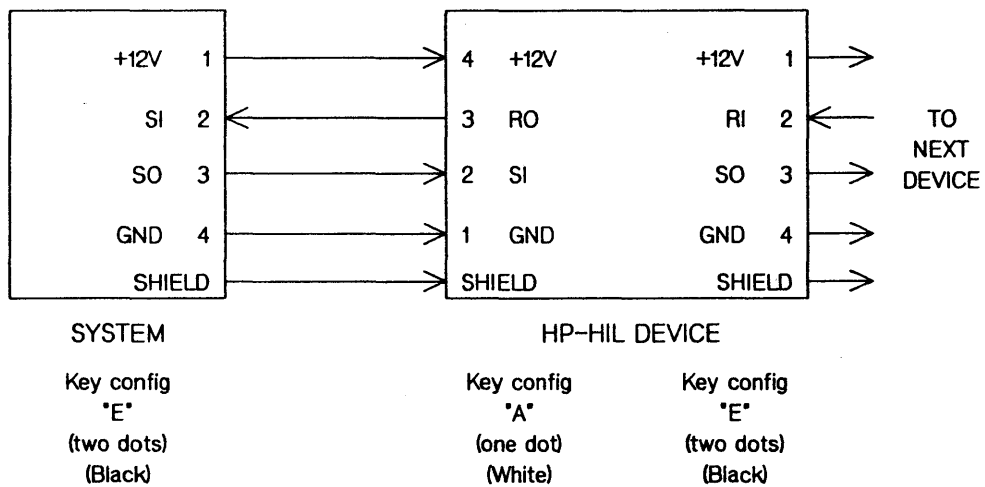 +12V 1 4 +12V +12V 1
SI 2 3 RO RI 2 TO
NEXT
SO 3 2 SI SO 3 DEVICE
GND 4 1 GND GND 4
SHIELD SHIELD SHIELD
SYSTEM HP-HIL DEVICE
Key config Key config Key config
"E" "A" "E"
(two dots) (one dot) (two dots)
(Black) (White) (Black)